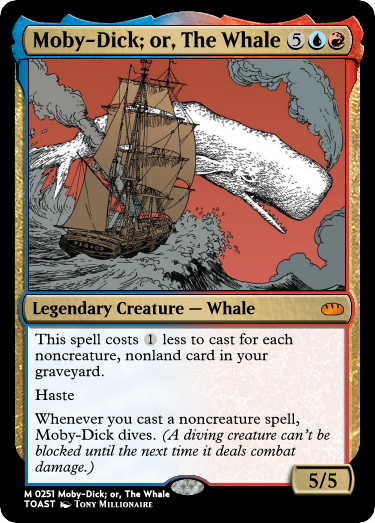 Moby-Dick; or, The Whale 5
PEQUOD
Legendary Creature — Whale
This spell costs 1 less to cast for each
noncreature, nonland card in your
graveyard.
Haste
Whenever you cast a noncreature spell,
Moby-Dick dives. (A diving creature can't be
blocked until the next time it deals combat
damage.)
5/5
M 0251 Moby-Dick; or, The Whale
TOAST Tony Millionaire